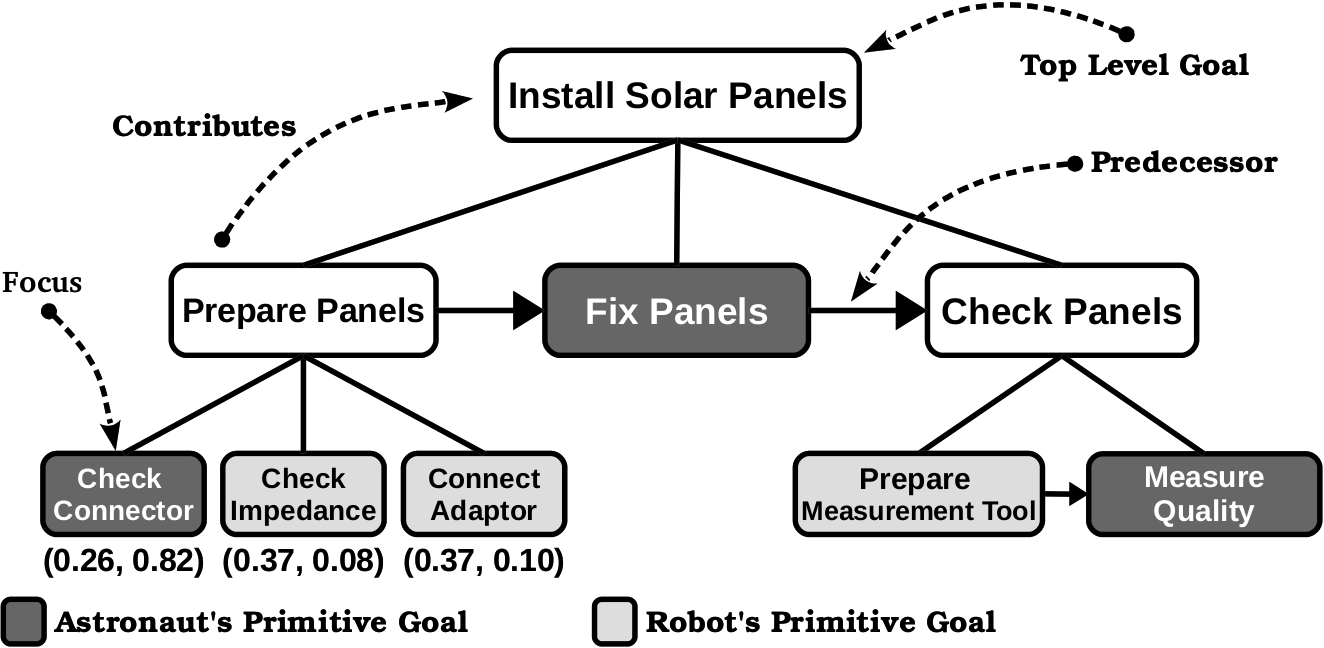 Top Level Goal
Install Solar Panels
Contributes
Predecessor
Focus
Prepare Panels
Fix Panels
Check Panels
Check
Connector
Check
Impedance
Connect
Adaptor
Prepare
Measurement Tool
Measure
Quality
(0.26, 0.82)
(0.37, 0.08)
(0.37, 0.10)
Astronaut's Primitive Goal
Robot's Primitive Goal